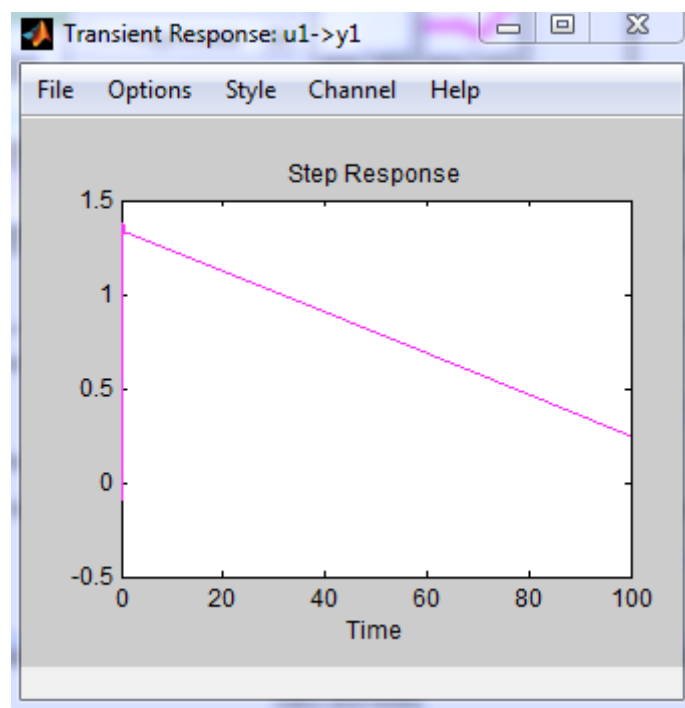 Transient Response: u1->y1
File Options Style Channel Help
Step Response
1.5
1
0.5
0
-0.5
0 20 40 60 80 100
Time